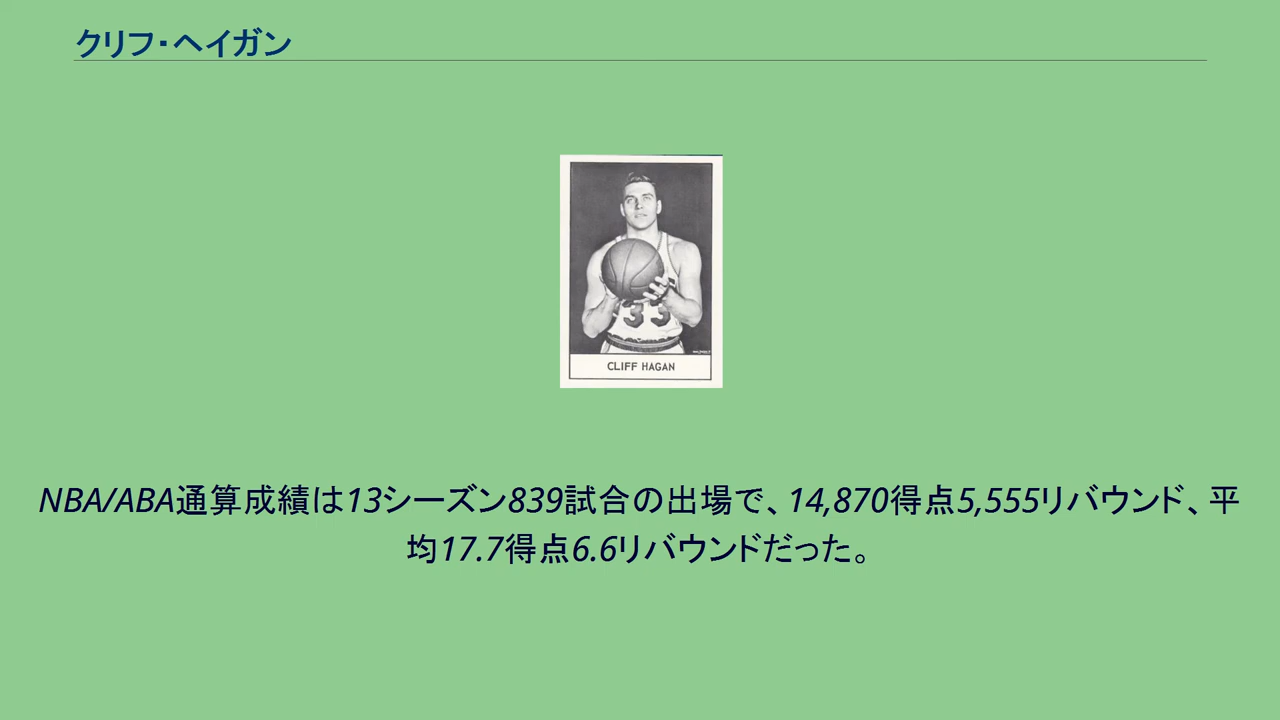 クリフ・ヘイガン
33
CLIFF HAGAN
NBA/ABA通算成績は13シーズン839試合の出場で、14,870得点5,555リバウンド、平
均17.7得点6.6リバウンドだった。